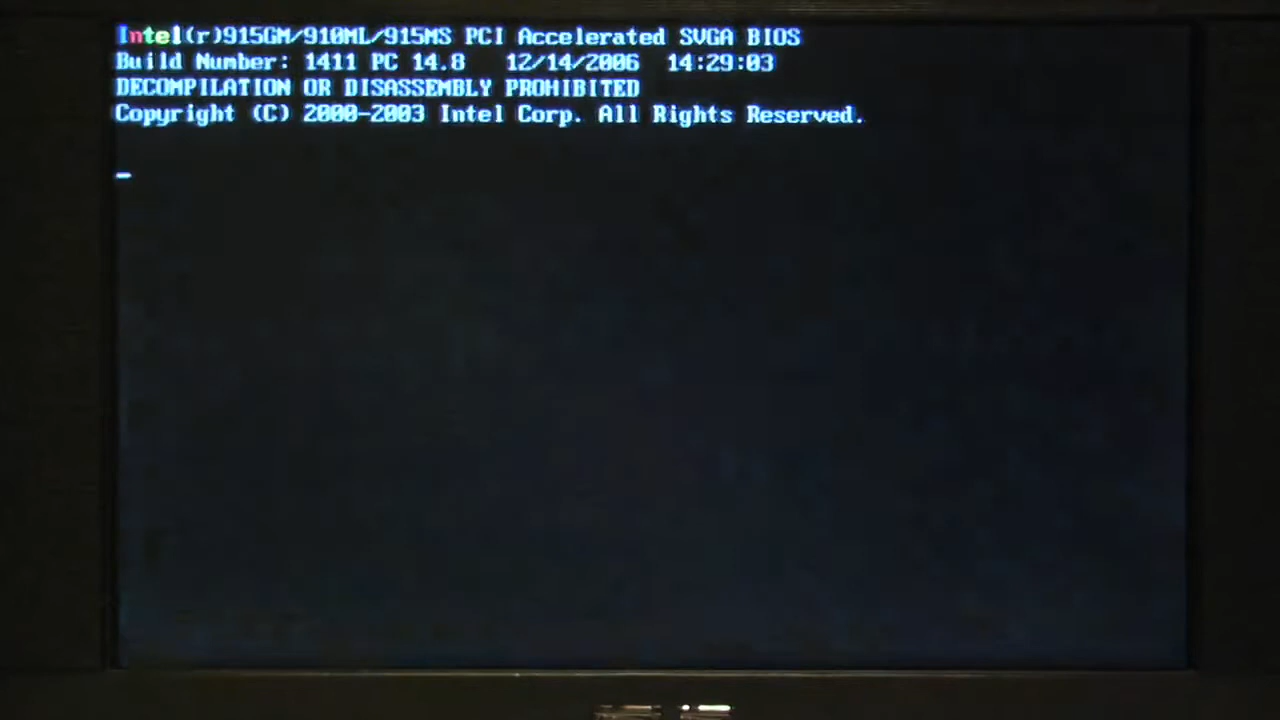 Intel(r)915GM/910ML/915MS PCI Accelerated SVGA BIOS
Build Number: 1411 PC 14.8   12/14/2006  14:29:03
DECOMPILATION OR DISASSEMBLY PROHIBITED
Copyright (C) 2000-2003 Intel Corp. All Rights Reserved.